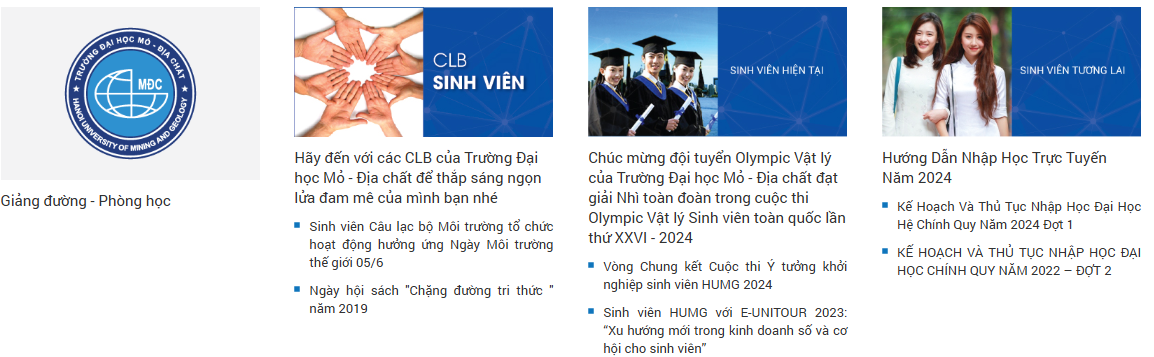 TRƯỜNG ĐẠI HỌC MỎ - ĐỊA CHẤT
MĐC
HANOI UNIVERSITY OF MINING AND GEOLOGY
Giảng đường - Phòng học
CLB
SINH VIÊN
Hãy đến với các CLB của Trường Đại
học Mỏ - Địa chất để thắp sáng ngọn
lửa đam mê của mình bạn nhé
Sinh viên Câu lạc bộ Môi trường tổ chức
hoạt động hưởng ứng Ngày Môi trường
thế giới 05/6
Ngày hội sách "Chặng đường tri thức "
năm 2019
SINH VIÊN HIỆN TẠI
Chúc mừng đội tuyển Olympic Vật lý
của Trường Đại học Mỏ - Địa chất đạt
giải Nhì toàn đoàn trong cuộc thi
Olympic Vật lý Sinh viên toàn quốc lần
thứ XXVI - 2024
Vòng Chung kết Cuộc thi Ý tưởng khởi
nghiệp sinh viên HUMG 2024
Sinh viên HUMG với E-UNITOUR 2023:
“Xu hướng mới trong kinh doanh số và cơ
hội cho sinh viên”
SINH VIÊN TƯƠNG LAI
Hướng Dẫn Nhập Học Trực Tuyến
Năm 2024
Kế Hoạch Và Thủ Tục Nhập Học Đại Học
Hệ Chính Quy Năm 2024 Đợt 1
KẾ HOẠCH VÀ THỦ TỤC NHẬP HỌC ĐẠI
HỌC CHÍNH QUY NĂM 2022 – ĐỢT 2